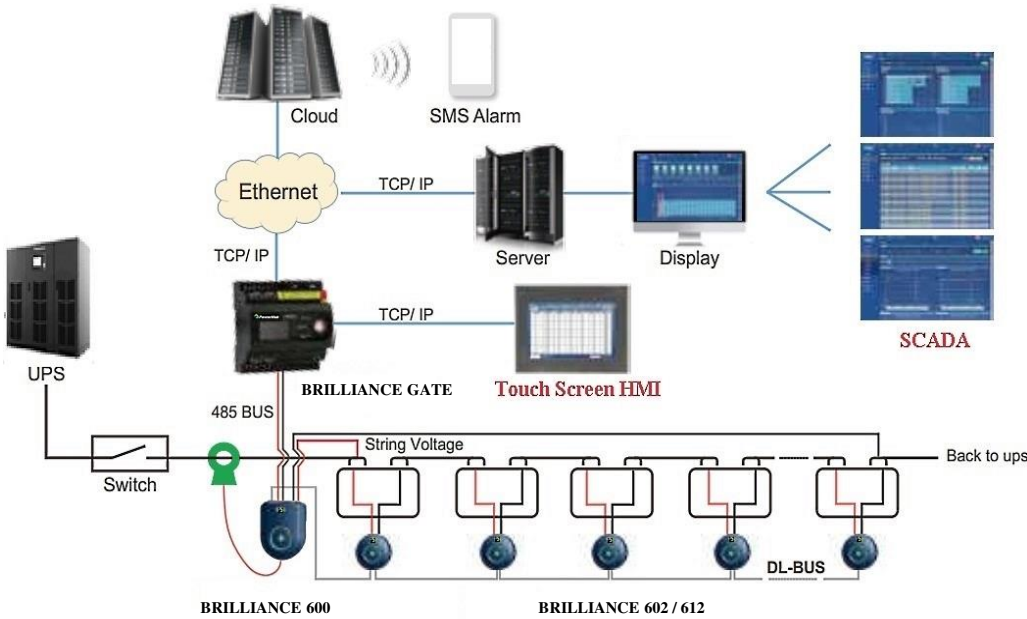 Cloud
SMS Alarm
Ethernet
TCP/ IP
Server
Display
TCP/ IP
TCP/ IP
SCADA
UPS
BRILLIANCE GATE
Touch Screen HMI
485 BUS
String Voltage
Back to ups
Switch
DL-BUS
BRILLIANCE 600
BRILLIANCE 602 / 612